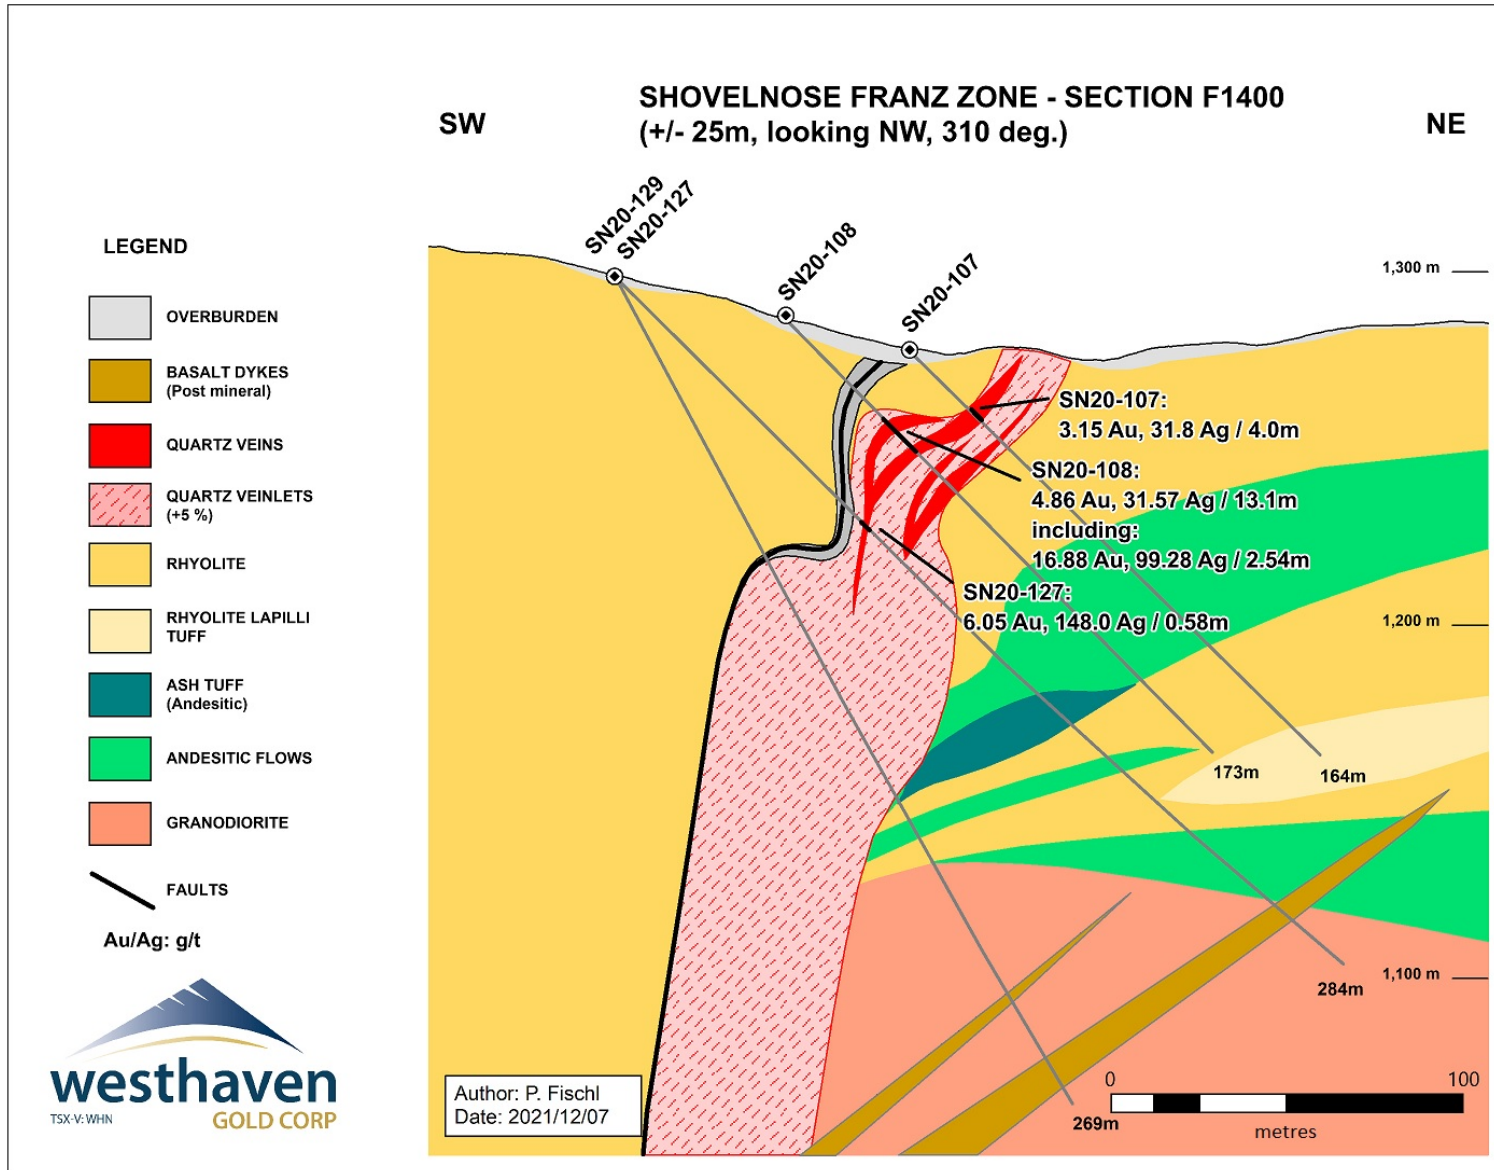 SHOVELNOSE FRANZ ZONE - SECTION F1400
(+/- 25m, looking NW, 310 deg.)
SW
NE
SN20-129
SN20-127
SN20-108
SN20-107
LEGEND
OVERBURDEN
BASALT DYKES
(Post mineral)
QUARTZ VEINS
QUARTZ VEINLETS
(+5 %)
RHYOLITE
RHYOLITE LAPILLI
TUFF
ASH TUFF
(Andesitic)
ANDESITIC FLOWS
GRANODIORITE
FAULTS
Au/Ag: g/t
1,300 m
SN20-107:
3.15 Au, 31.8 Ag / 4.0m
SN20-108:
4.86 Au, 31.57 Ag / 13.1m
including:
16.88 Au, 99.28 Ag / 2.54m
SN20-127:
6.05 Au, 148.0 Ag / 0.58m
1,200 m
173m
164m
284m
1,100 m
269m
westhaven
TSX-V: WHN
GOLD CORP
Author: P. Fischl
Date: 2021/12/07
0
100
metres